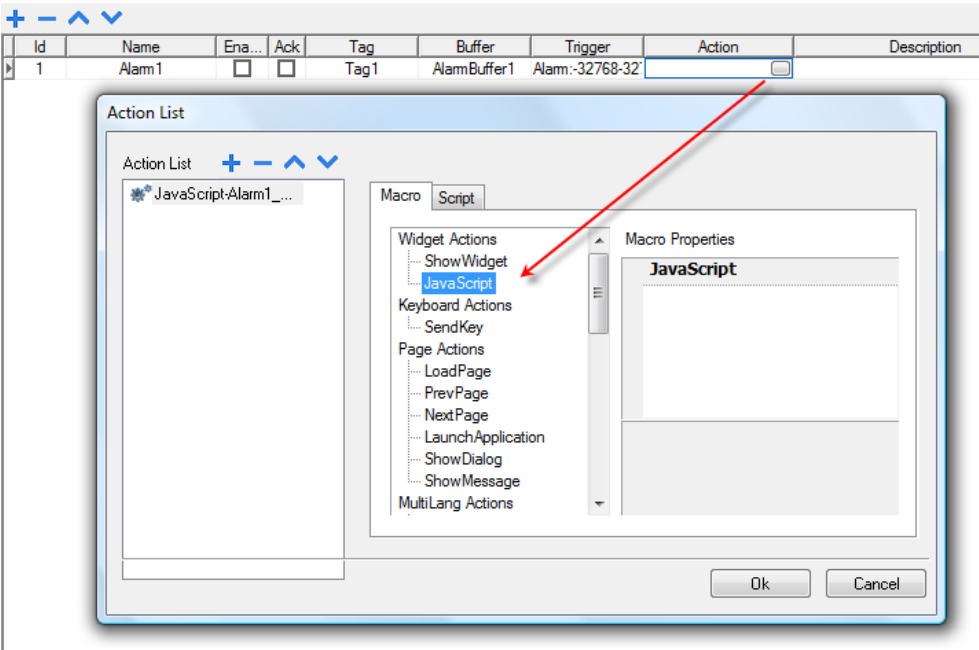 Id Name Ena... Ack Tag Buffer Trigger Action Description
1 Alarm1 Tag1 AlarmBuffer1 Alarm:-32768-32
Action List
Action List
JavaScript-Alarm1_...
Macro Script
Widget Actions
ShowWidget
JavaScript
Keyboard Actions
SendKey
Page Actions
LoadPage
PrevPage
NextPage
LaunchApplication
ShowDialog
ShowMessage
MultiLang Actions
Macro Properties
JavaScript
Ok Cancel